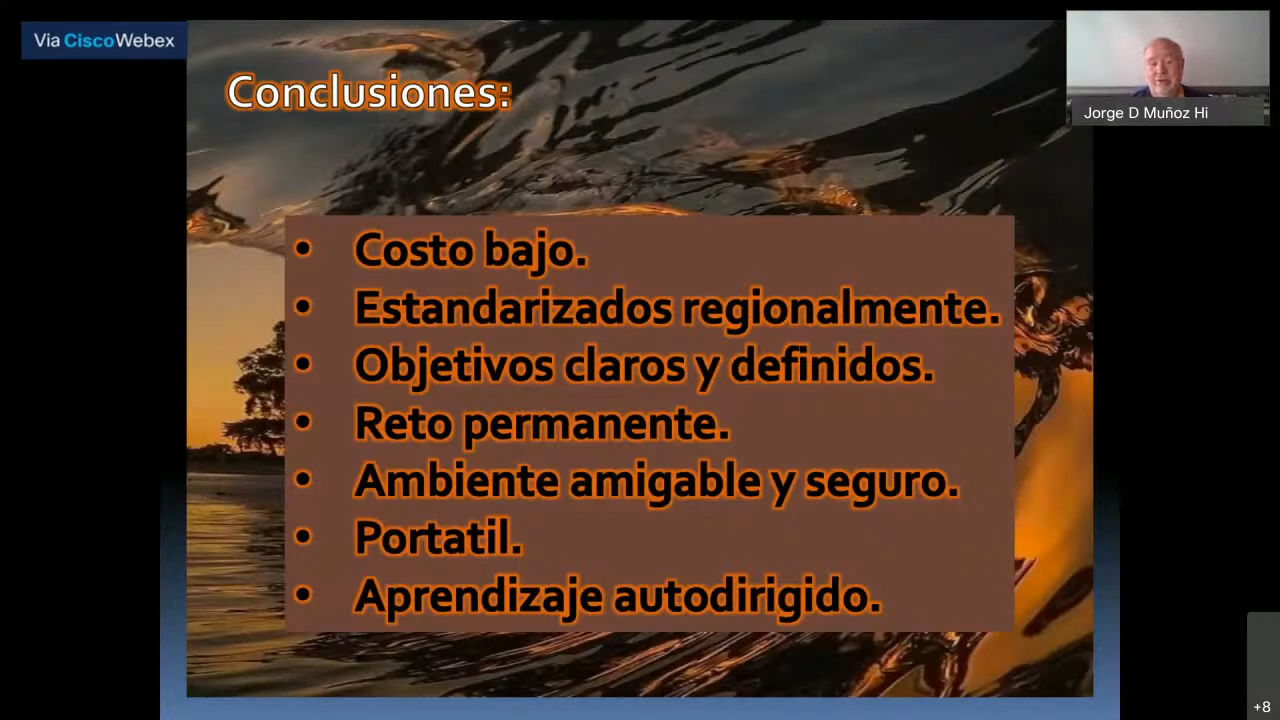 Vía CiscoWebex
Conclusiones:
Jorge D Muñoz Hi
• Costo bajo.
• Estandarizados regionalmente.
• Objetivos claros y definidos.
• Reto permanente.
• Ambiente amigable y seguro.
• Portatil.
• Aprendizaje autodirigido.
+8